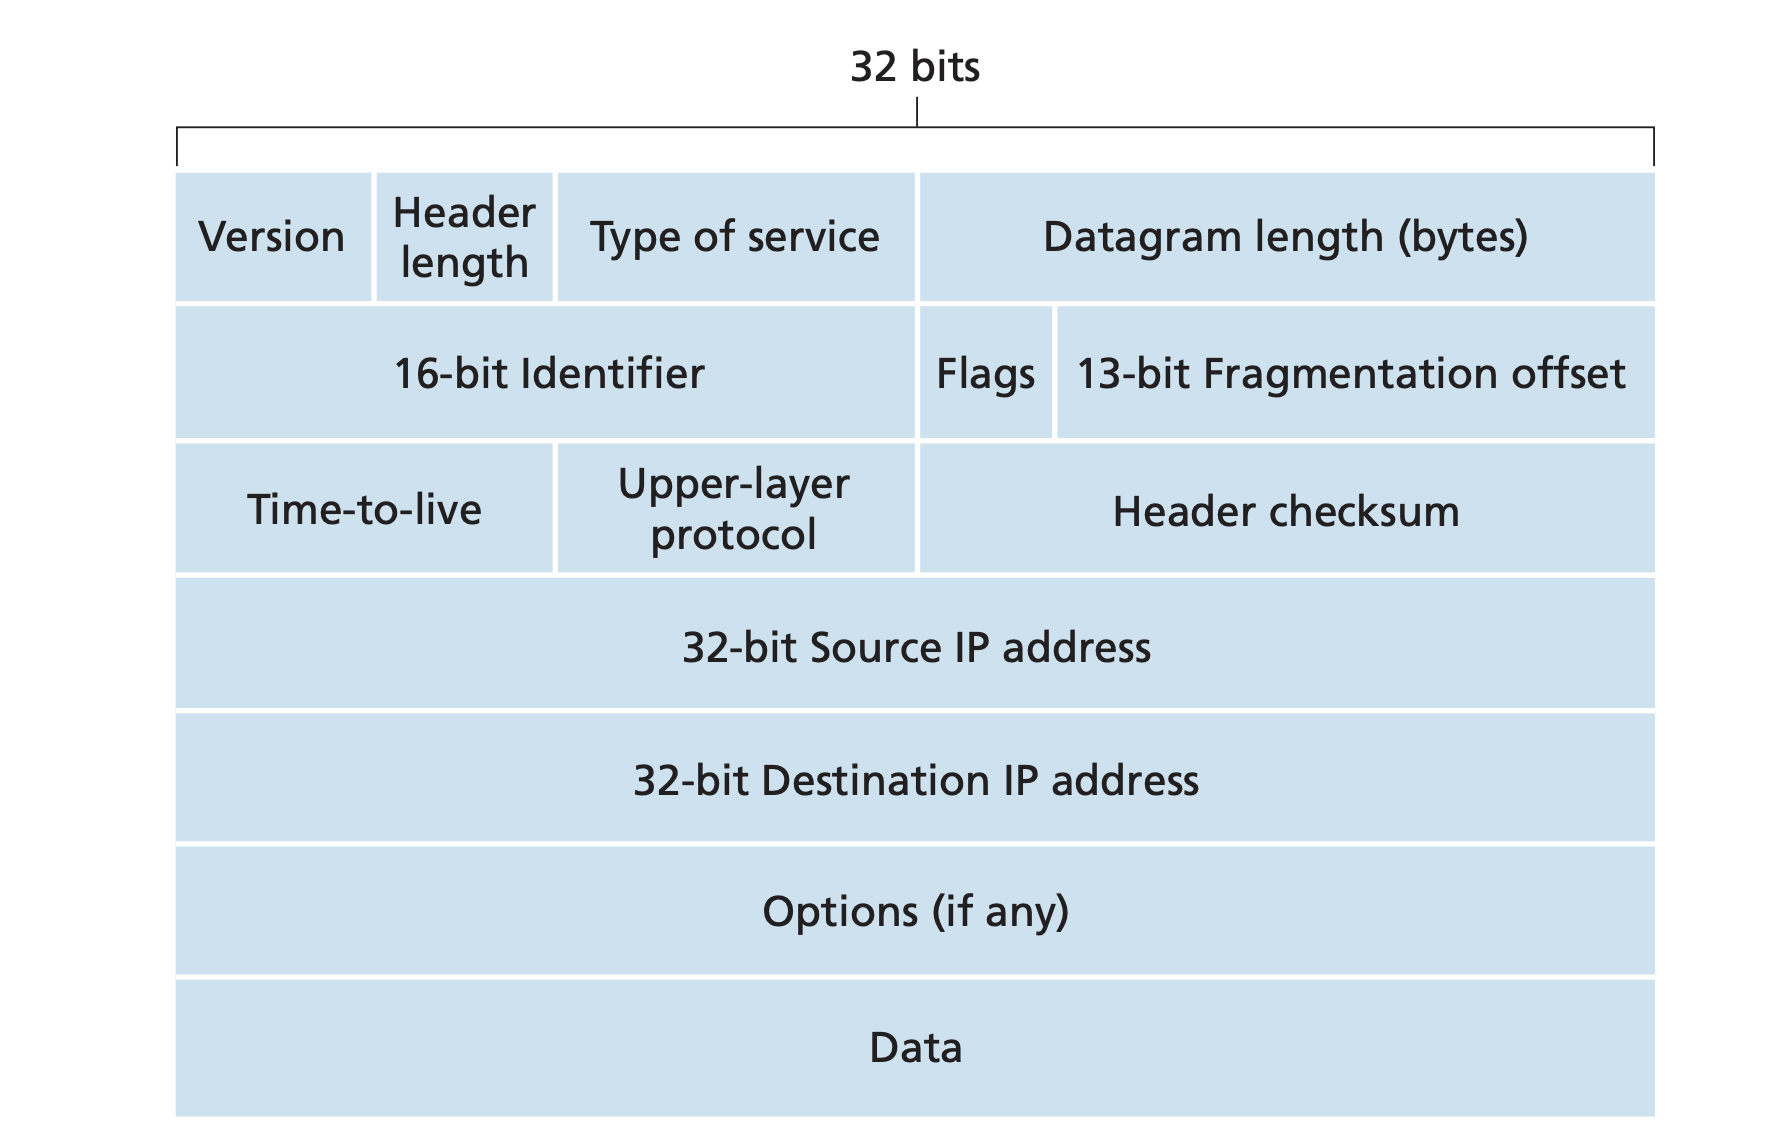 32 bits
Version
Header
length
Type of service
Datagram length (bytes)
16-bit Identifier
Flags
13-bit Fragmentation offset
Time-to-live
Upper-layer
protocol
Header checksum
32-bit Source IP address
32-bit Destination IP address
Options (if any)
Data